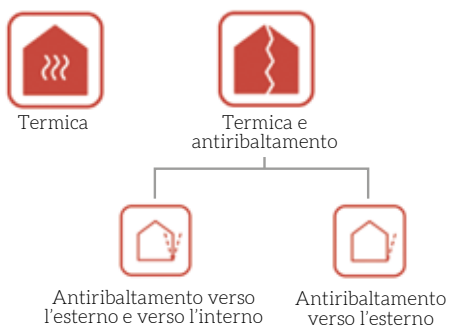 Termica
Termica e
antiribaltamento
Antiribaltamento verso
l'esterno e verso l'interno
Antiribaltamento
verso l'esterno